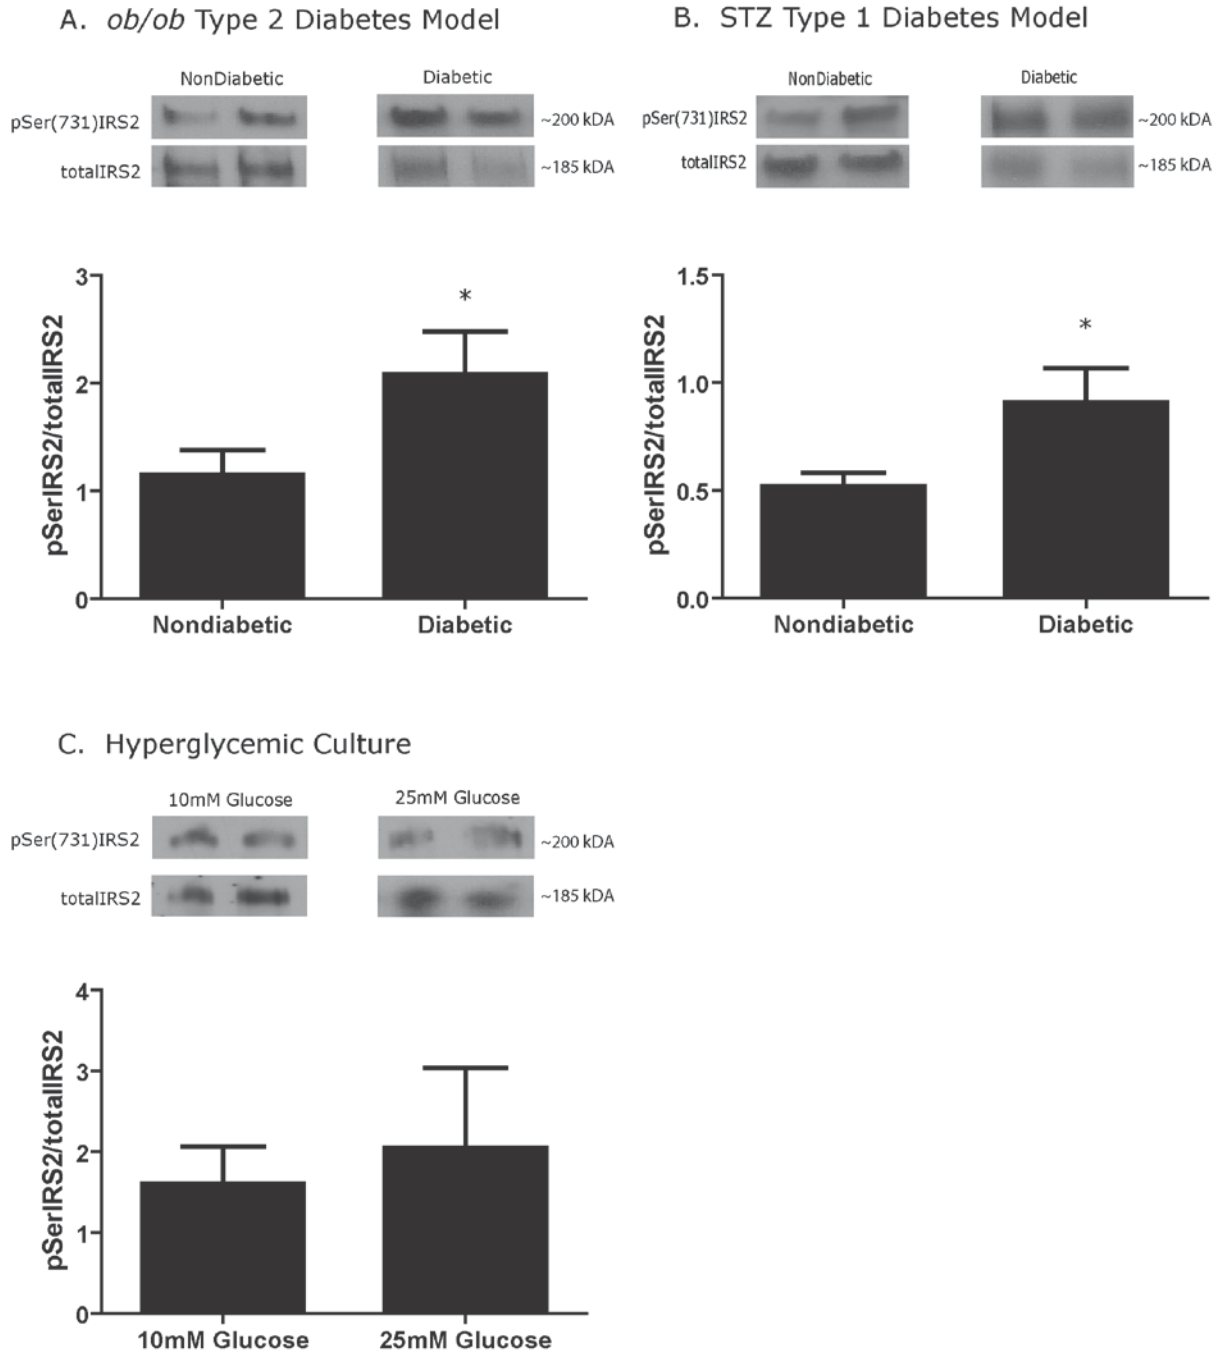 A. ob/ob Type 2 Diabetes Model
NonDiabetic
Diabetic
pSer(731)IRS2
~200 kDA
totalIRS2
~185 kDA
3
2
1
0
pSerIRS2/totalIRS2
*
Nondiabetic
Diabetic
B. STZ Type 1 Diabetes Model
NonDiabetic
Diabetic
pSer(731)IRS2
~200 kDA
totalIRS2
~185 kDA
1.5
1.0
0.5
0.0
pSerIRS2/totalIRS2
*
Nondiabetic
Diabetic
C. Hyperglycemic Culture
10mM Glucose
25mM Glucose
pSer(731)IRS2
~200 kDA
totalIRS2
~185 kDA
4
3
2
1
0
pSerIRS2/totalIRS2
10mM Glucose
25mM Glucose